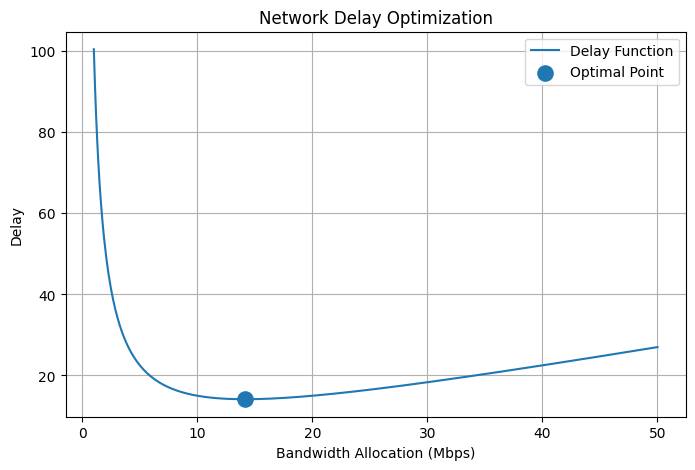 Network Delay Optimization
Delay Function
Optimal Point
100
80
60
40
20
Delay
0 10 20 30 40 50
Bandwidth Allocation (Mbps)